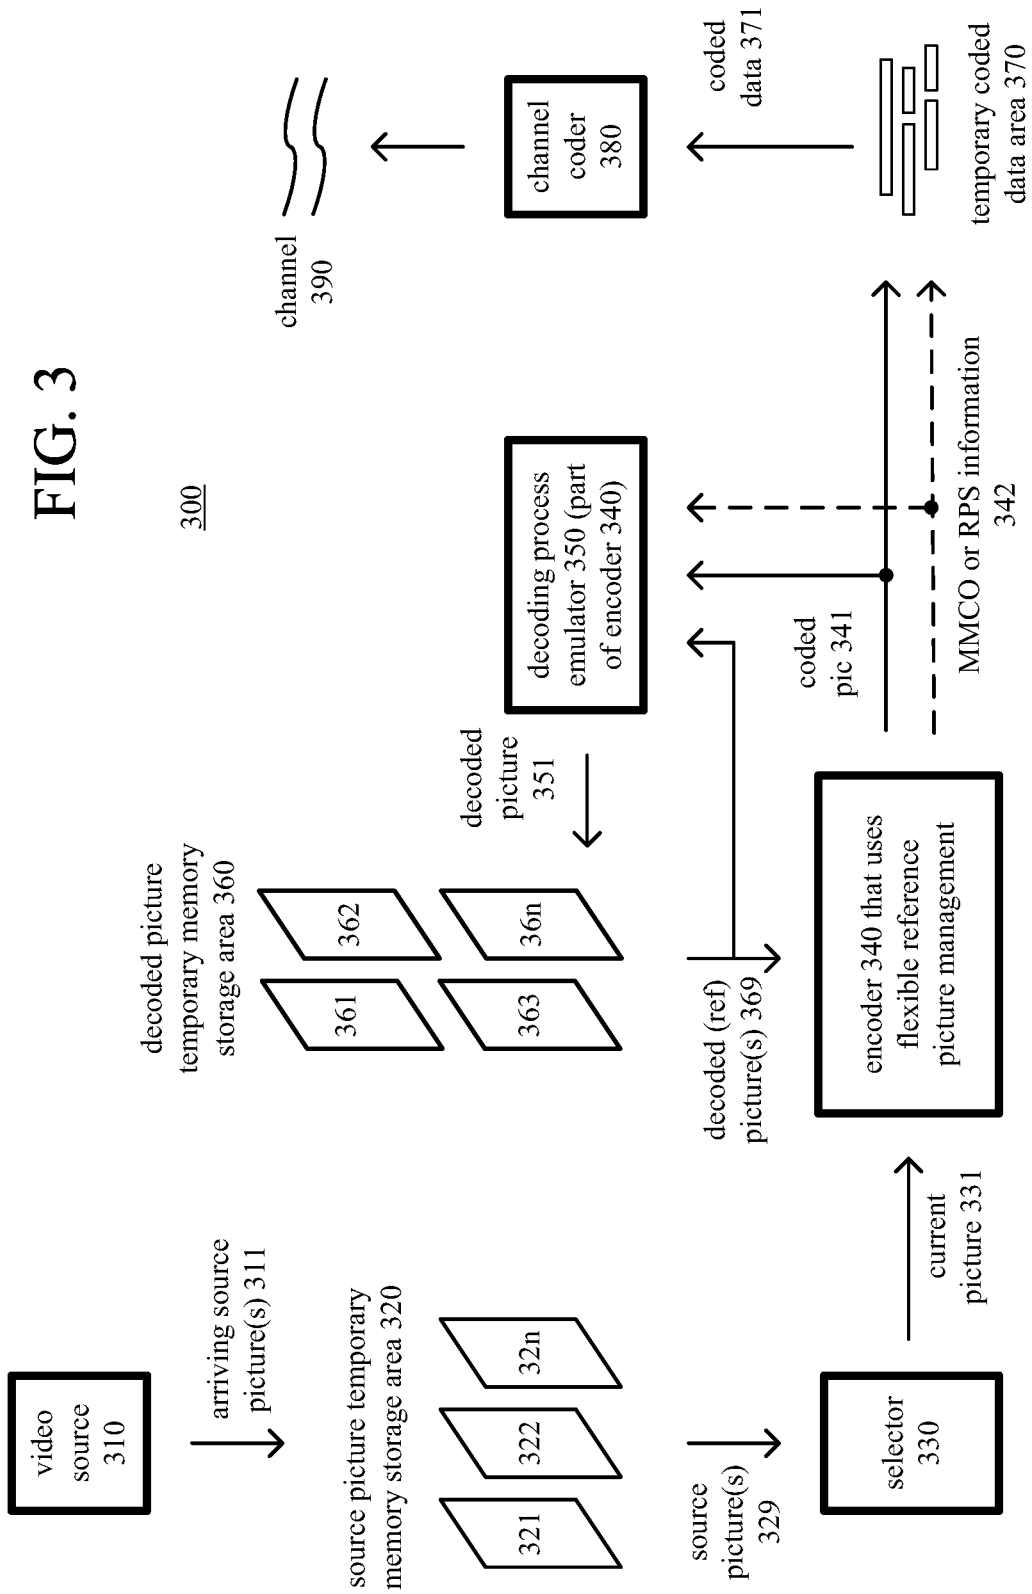 FIG. 3
300
video
source
310
arriving source
picture(s) 311
source picture temporary
memory storage area 320
321
322
32n
source
picture(s)
329
selector
330
current
picture 331
decoded picture
temporary memory
storage area 360
361
362
363
36n
decoded (ref)
picture(s) 369
encoder 340 that uses
flexible reference
picture management
decoded
picture
351
decoding process
emulator 350 (part
of encoder 340)
coded
pic 341
MMCO or RPS information
342
channel
390
channel
coder
380
coded
data 371
temporary coded
data area 370